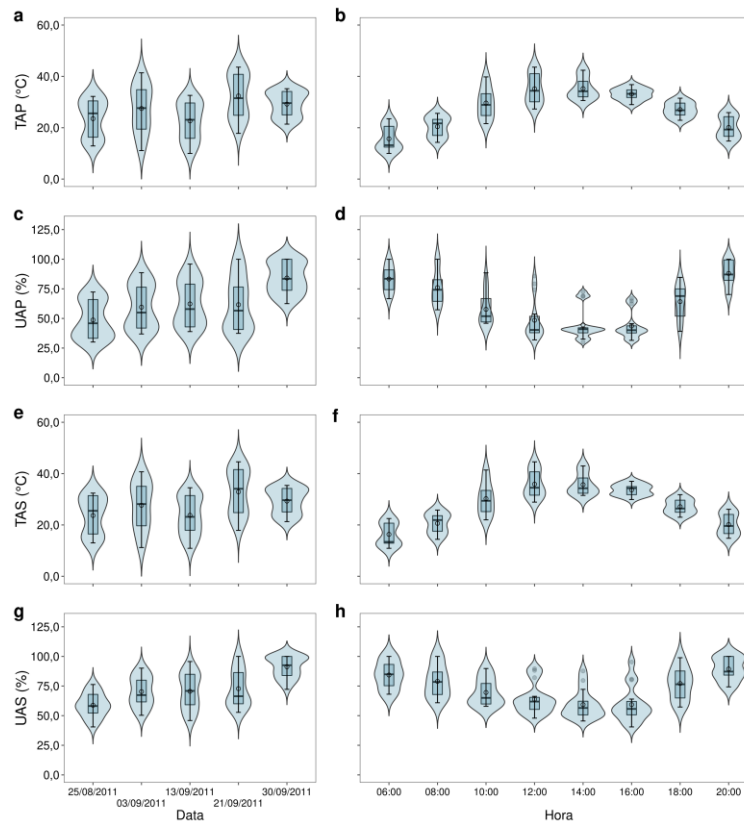 a
b
60,0
40,0
20,0
0,0
TAP (°C)
c
d
125,0
100,0
75,0
50,0
25,0
0,0
UAP (%)
e
f
60,0
40,0
20,0
0,0
TAS (°C)
g
h
125,0
100,0
75,0
50,0
25,0
0,0
UAS (%)
25/08/2011
03/09/2011
13/09/2011
21/09/2011
30/09/2011
Data
06:00 08:00 10:00 12:00 14:00 16:00 18:00 20:00
Hora